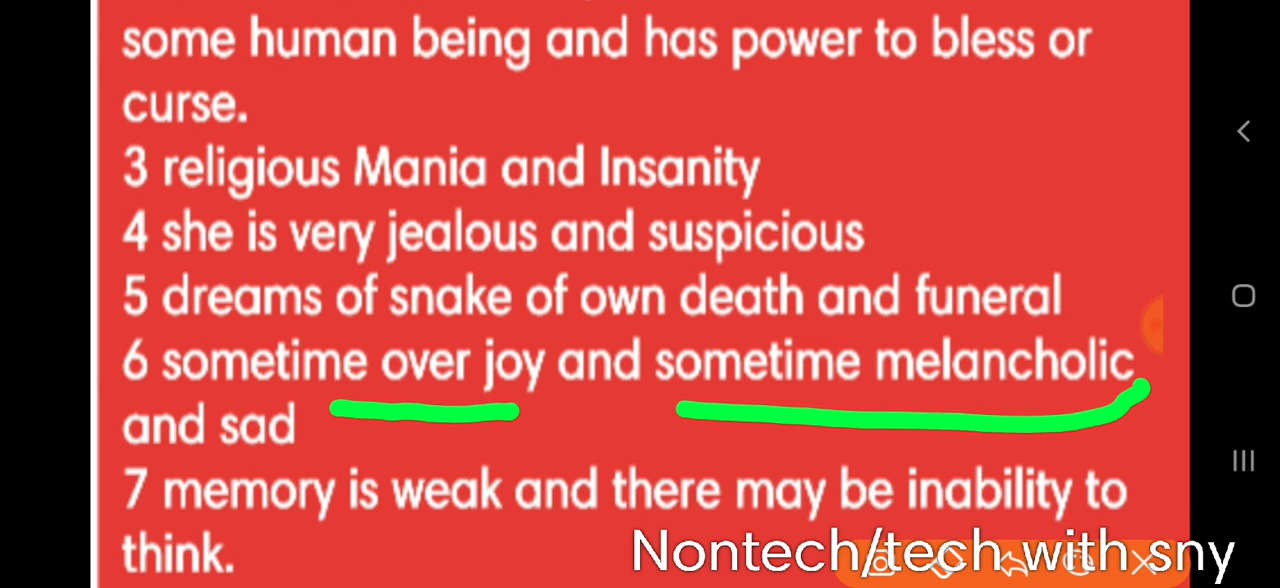 some human being and has power to bless or
curse.
3 religious Mania and Insanity
4 she is very jealous and suspicious
5 dreams of snake of own death and funeral
6 sometime over joy and sometime melancholic
and sad
7 memory is weak and there may be inability to
think.
Nontech/tech with sny